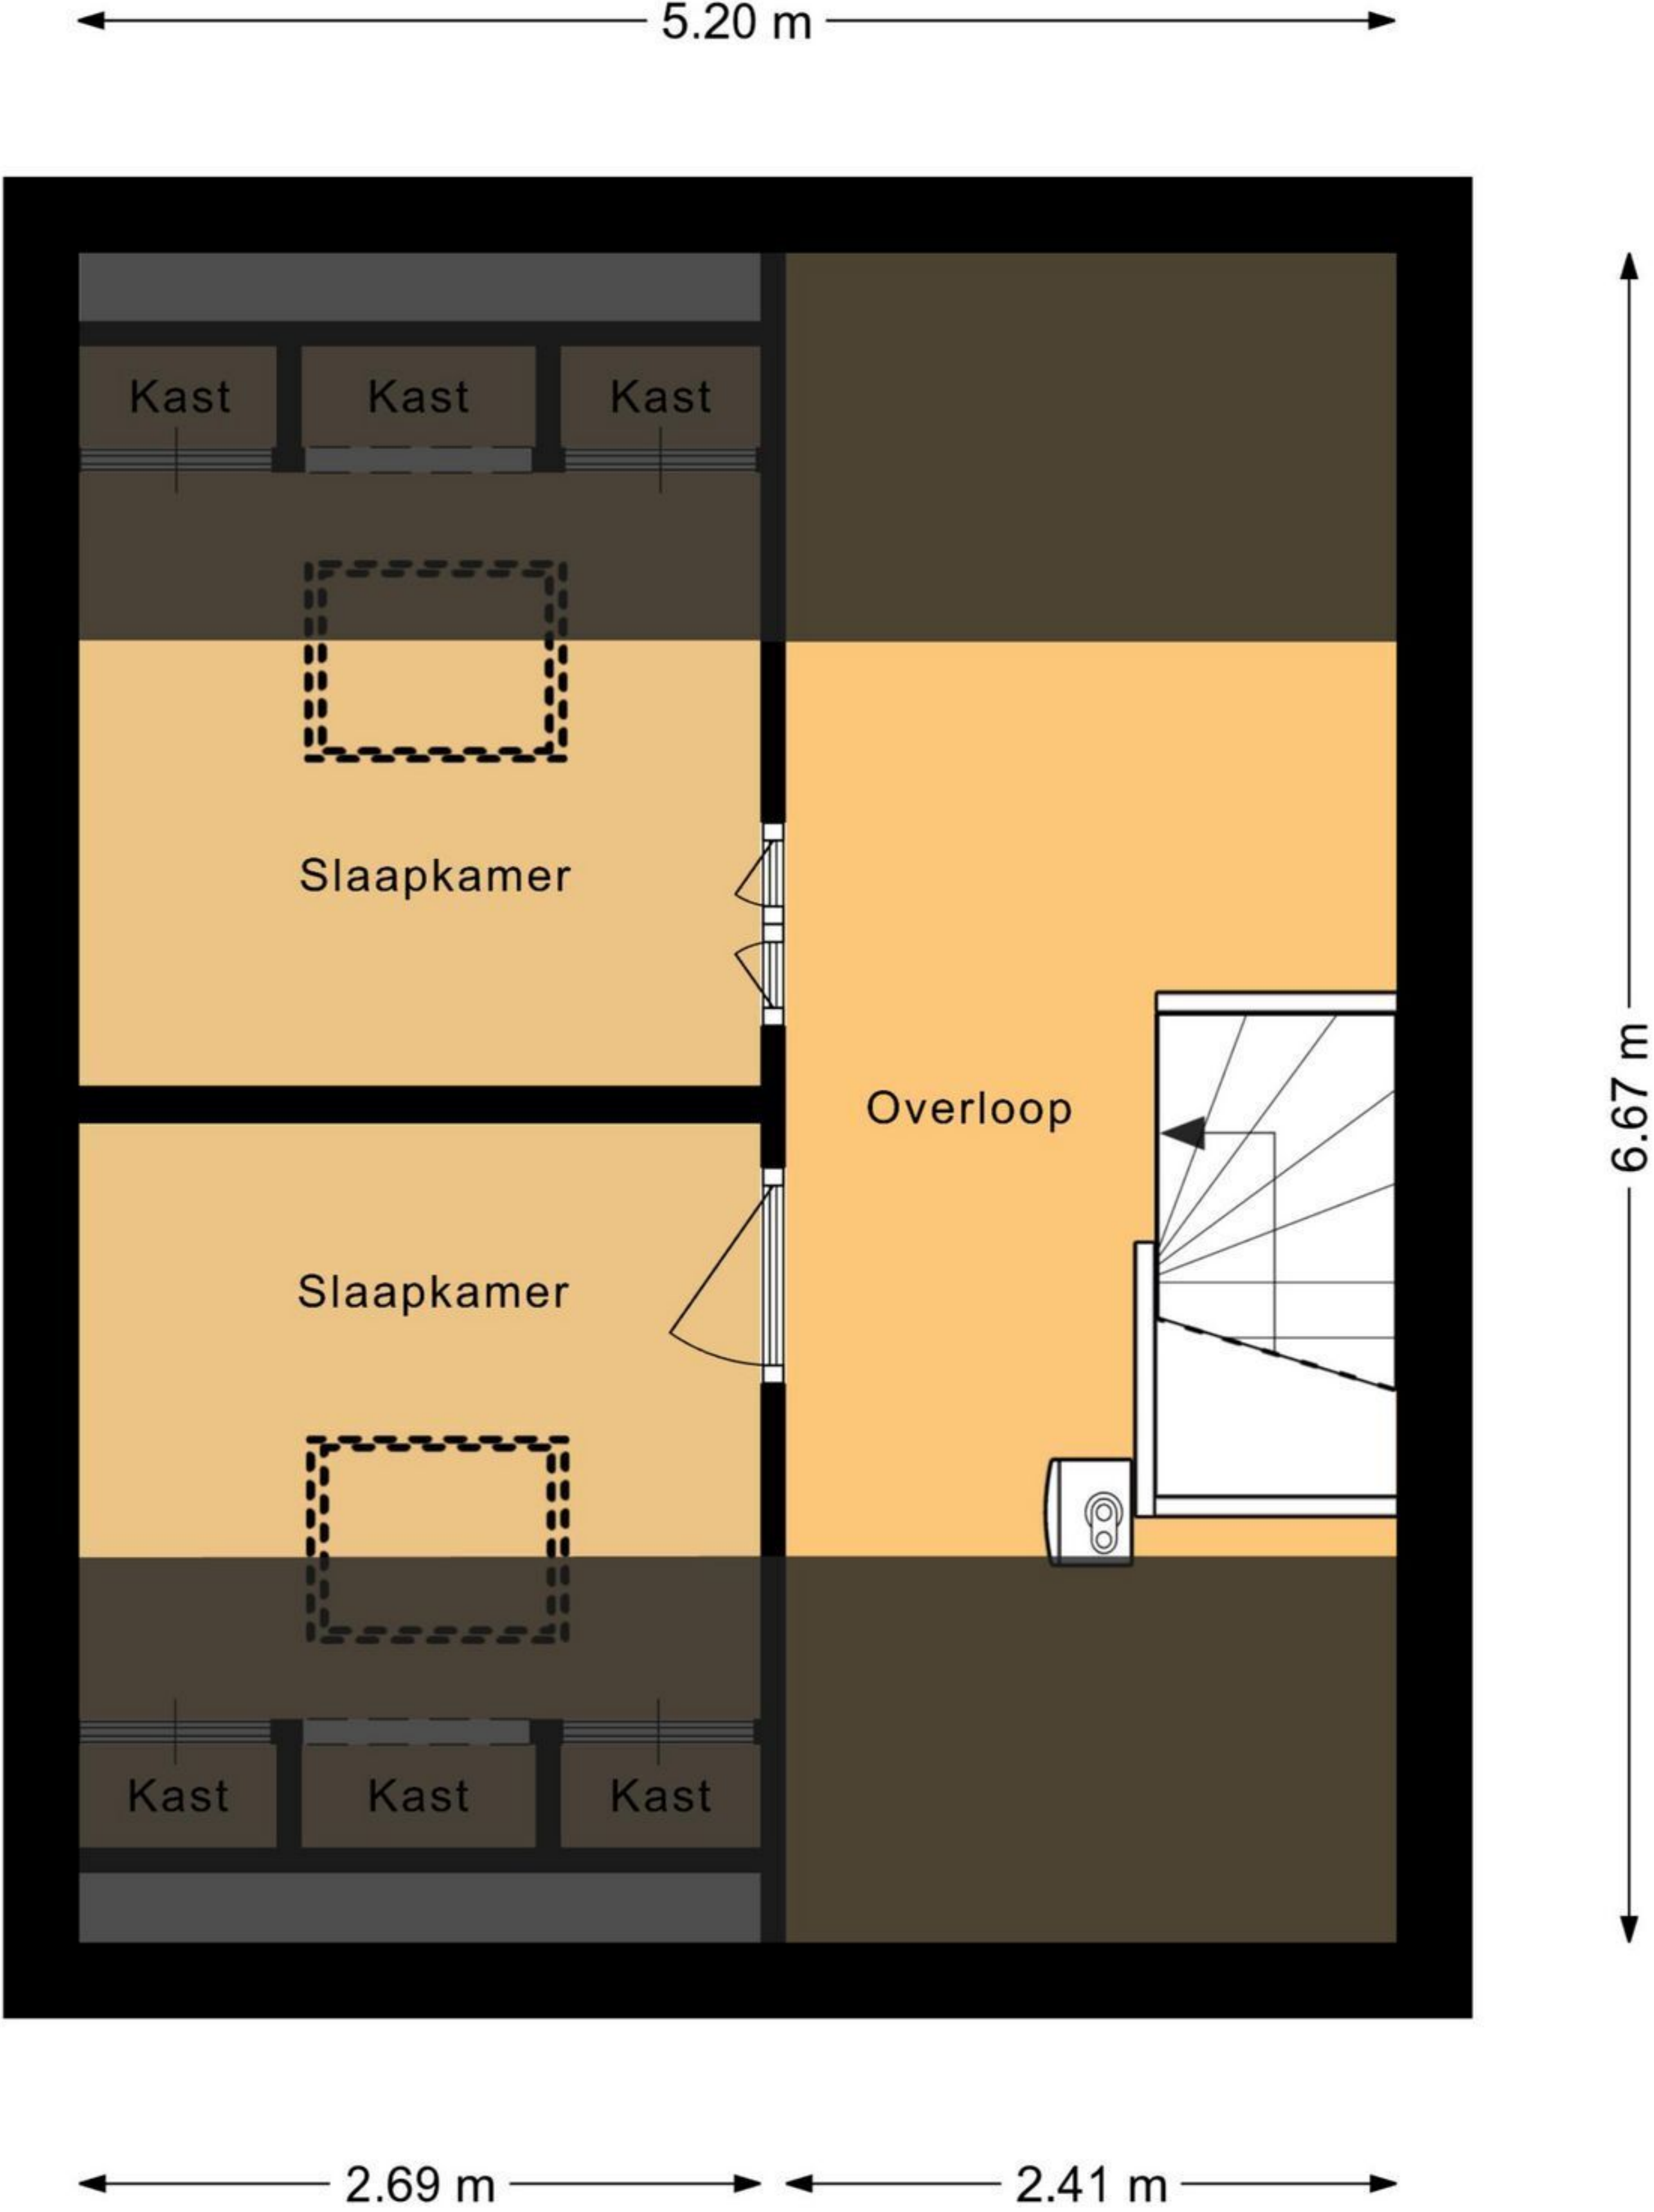 5.20 m
Kast
Kast
Kast
Slaapkamer
Overloop
6.67 m
Slaapkamer
Kast
Kast
Kast
2.69 m
2.41 m